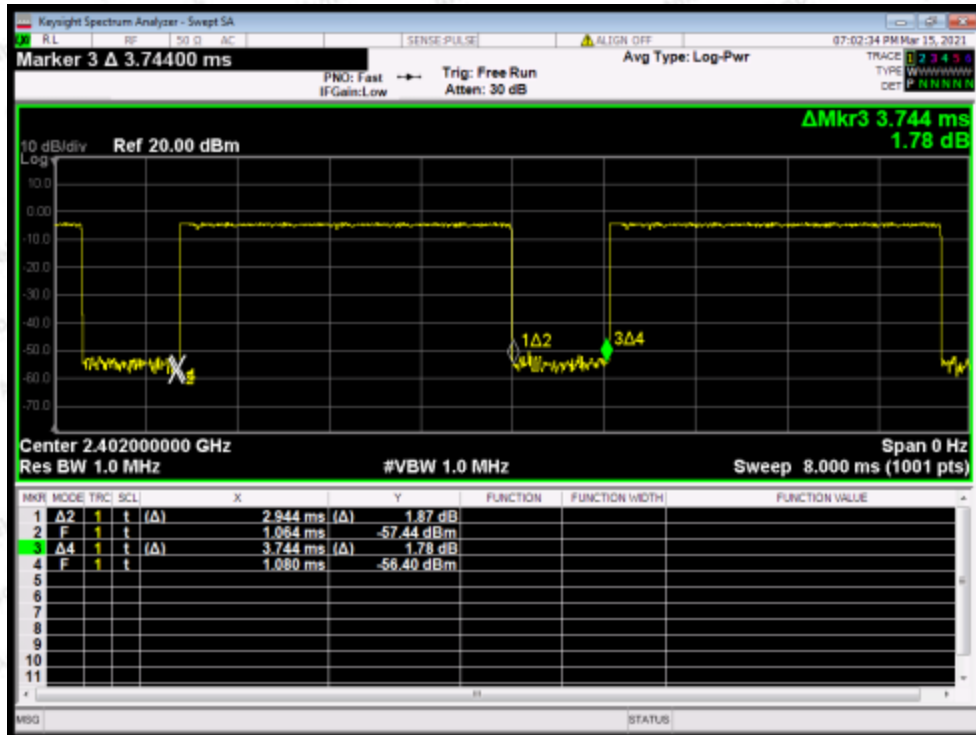 Keysight Spectrum Analyzer - Swept SA
RL RF 50 Ω AC SENSE:PULSE ALIGN OFF 07:02:34 PM Mar 15, 2021
Marker 3 Δ 3.74400 ms
PNO: Fast Trig: Free Run Avg Type: Log-Pwr TRACE 1 2 3 4 5 6
IFGain:Low Atten: 30 dB TYPE WWWWWW
DET P N N N N N
ΔMkr3 3.744 ms
1.78 dB
10 dB/div Ref 20.00 dBm
Log
10.0
0.00
-10.0
-20.0
-30.0
-40.0
-50.0
-60.0
-70.0
1Δ2
3Δ4
Center 2.402000000 GHz Span 0 Hz
Res BW 1.0 MHz #VBW 1.0 MHz Sweep 8.000 ms (1001 pts)
MKR MODE TRC SCL X Y FUNCTION FUNCTION WIDTH FUNCTION VALUE
1 Δ2 1 t (Δ) 2.944 ms (Δ) 1.87 dB
2 F 1 t 1.064 ms -57.44 dBm
3 Δ4 1 t (Δ) 3.744 ms (Δ) 1.78 dB
4 F 1 t 1.080 ms -56.40 dBm
5
6
7
8
9
10
11
MSG STATUS